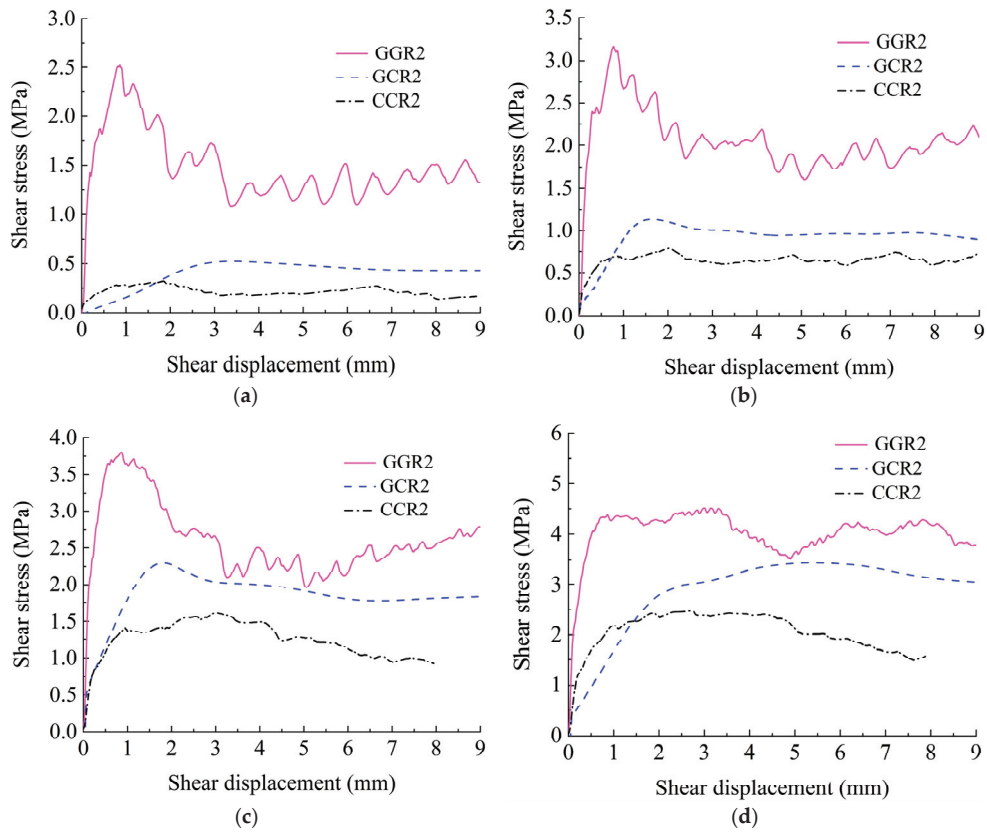 3.0
2.5
2.0
1.5
1.0
0.5
0.0
0 1 2 3 4 5 6 7 8 9
Shear stress (MPa)
Shear displacement (mm)
GGR2
GCR2
CCR2
(a)
3.5
3.0
2.5
2.0
1.5
1.0
0.5
0.0
0 1 2 3 4 5 6 7 8 9
Shear stress (MPa)
Shear displacement (mm)
GGR2
GCR2
CCR2
(b)
4.0
3.5
3.0
2.5
2.0
1.5
1.0
0.5
0.0
0 1 2 3 4 5 6 7 8 9
Shear stress (MPa)
Shear displacement (mm)
GGR2
GCR2
CCR2
(c)
6
5
4
3
2
1
0
0 1 2 3 4 5 6 7 8 9
Shear stress (MPa)
Shear displacement (mm)
GGR2
GCR2
CCR2
(d)